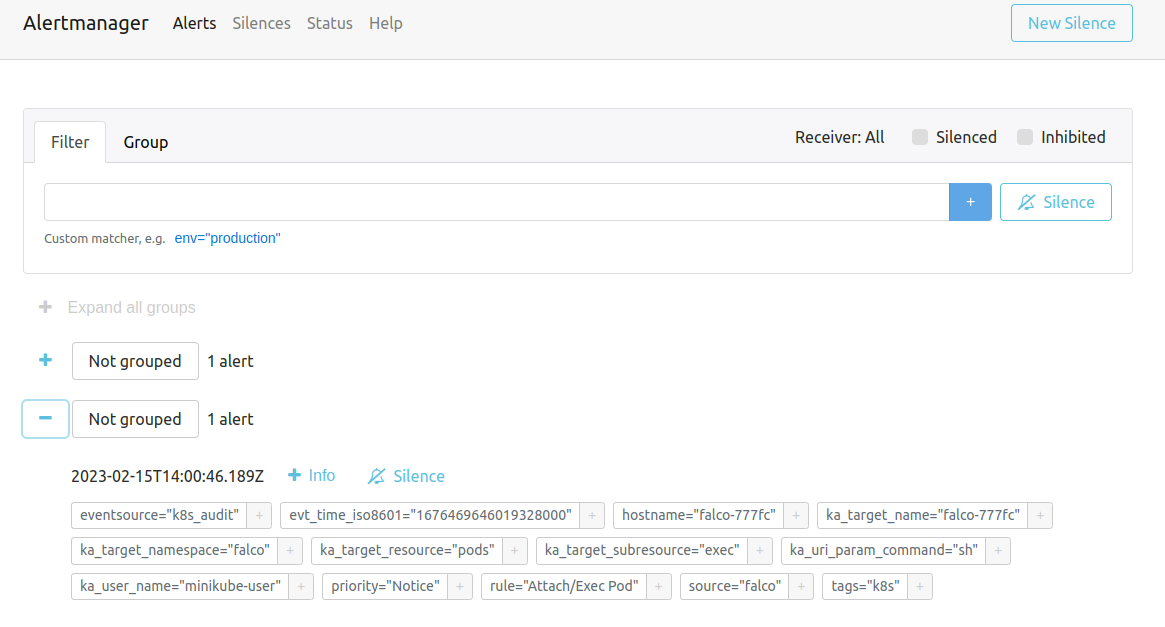 Alertmanager Alerts Silences Status Help New Silence
Filter Group Receiver: All Silenced Inhibited
+ Silence
Custom matcher, e.g. env="production"
+ Expand all groups
+ Not grouped 1 alert
− Not grouped 1 alert
2023-02-15T14:00:46.189Z + Info Silence
eventsource="k8s_audit" + evt_time_iso8601="1676469646019328000" + hostname="falco-777fc" + ka_target_name="falco-777fc" +
ka_target_namespace="falco" + ka_target_resource="pods" + ka_target_subresource="exec" + ka_uri_param_command="sh" +
ka_user_name="minikube-user" + priority="Notice" + rule="Attach/Exec Pod" + source="falco" + tags="k8s" +